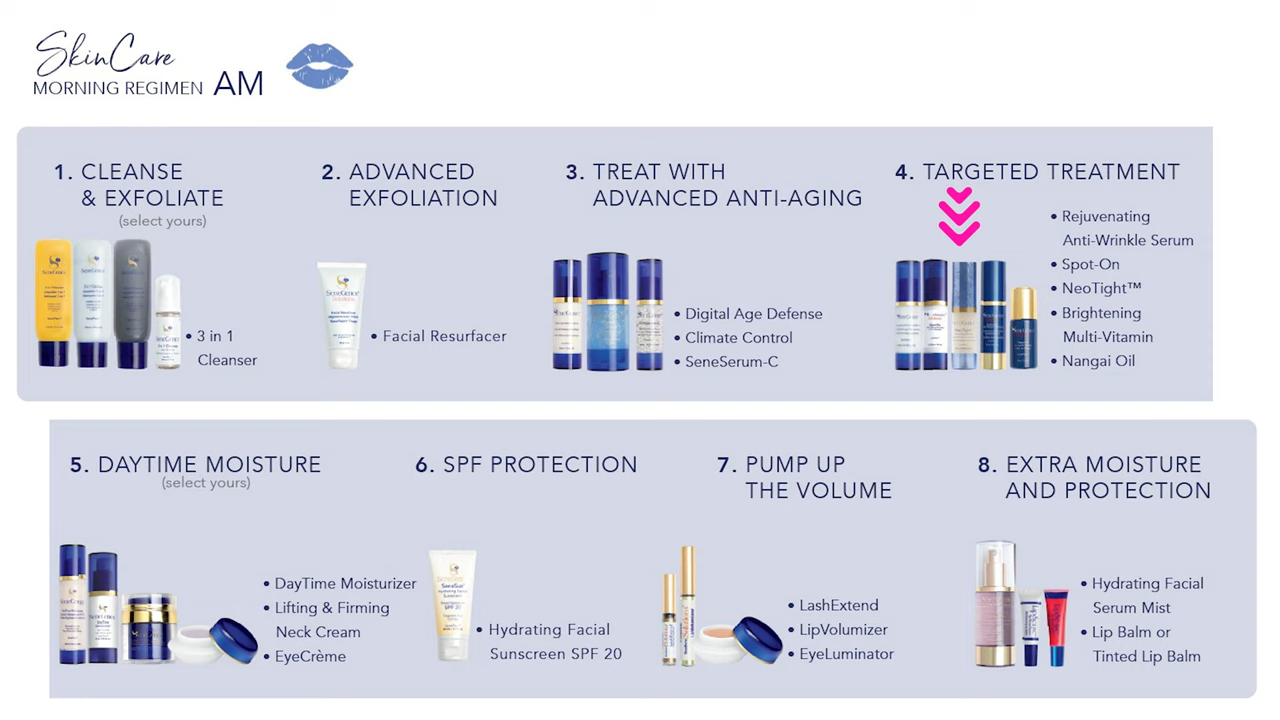 SkinCare
MORNING REGIMEN AM
1. CLEANSE
& EXFOLIATE
(select yours)
• 3 in 1
Cleanser
2. ADVANCED
EXFOLIATION
• Facial Resurfacer
3. TREAT WITH
ADVANCED ANTI-AGING
• Digital Age Defense
• Climate Control
• SeneSerum-C
4. TARGETED TREATMENT
• Rejuvenating
Anti-Wrinkle Serum
• Spot-On
• NeoTight™
• Brightening
Multi-Vitamin
• Nangai Oil
5. DAYTIME MOISTURE
(select yours)
• DayTime Moisturizer
• Lifting & Firming
Neck Cream
• EyeCrème
6. SPF PROTECTION
• Hydrating Facial
Sunscreen SPF 20
7. PUMP UP
THE VOLUME
• LashExtend
• LipVolumizer
• EyeLuminator
8. EXTRA MOISTURE
AND PROTECTION
• Hydrating Facial
Serum Mist
• Lip Balm or
Tinted Lip Balm